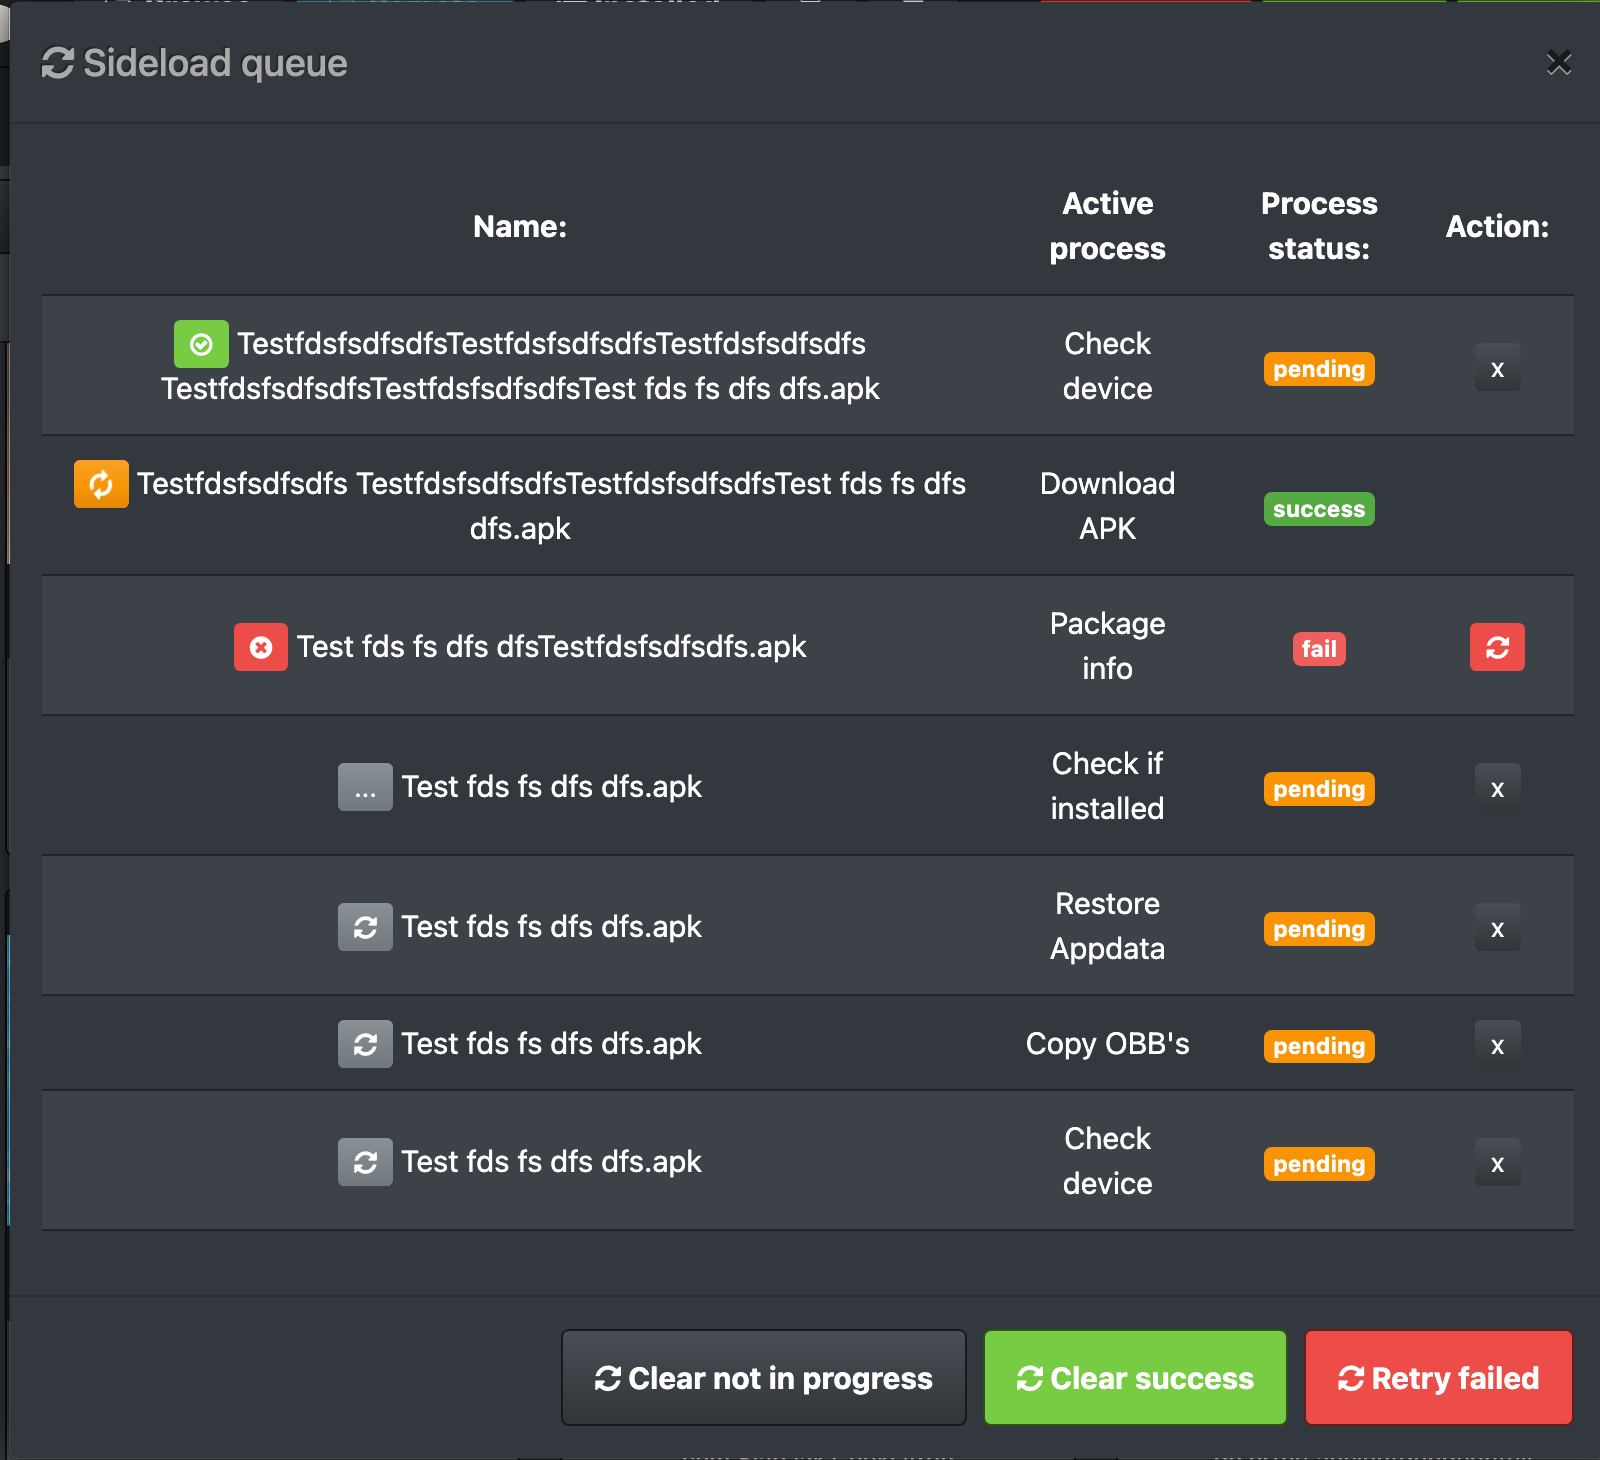 Sideload queue
Name:
Active
process
Process
status:
Action:
TestfdsfsdfsdfsTestfdsfsdfsdfsTestfdsfsdfsdfs
TestfdsfsdfsdfsTestfdsfsdfsdfsTest fds fs dfs dfs.apk
Check
device
pending
x
Testfdsfsdfsdfs TestfdsfsdfsdfsTestfdsfsdfsdfsTest fds fs dfs
dfs.apk
Download
APK
success
Test fds fs dfs dfsTestfdsfsdfsdfs.apk
Package
info
fail
... Test fds fs dfs dfs.apk
Check if
installed
pending
x
Test fds fs dfs dfs.apk
Restore
Appdata
pending
x
Test fds fs dfs dfs.apk
Copy OBB's
pending
x
Test fds fs dfs dfs.apk
Check
device
pending
x
Clear not in progress
Clear success
Retry failed